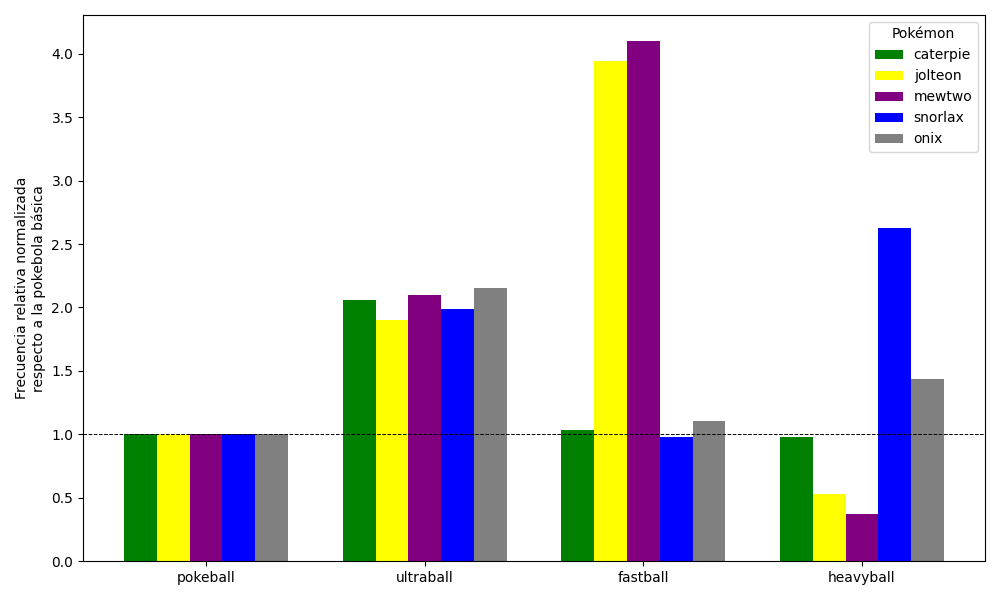 Frecuencia relativa normalizada
respecto a la pokebola básica
4.0
3.5
3.0
2.5
2.0
1.5
1.0
0.5
0.0
pokeball
ultraball
fastball
heavyball
Pokémon
caterpie
jolteon
mewtwo
snorlax
onix